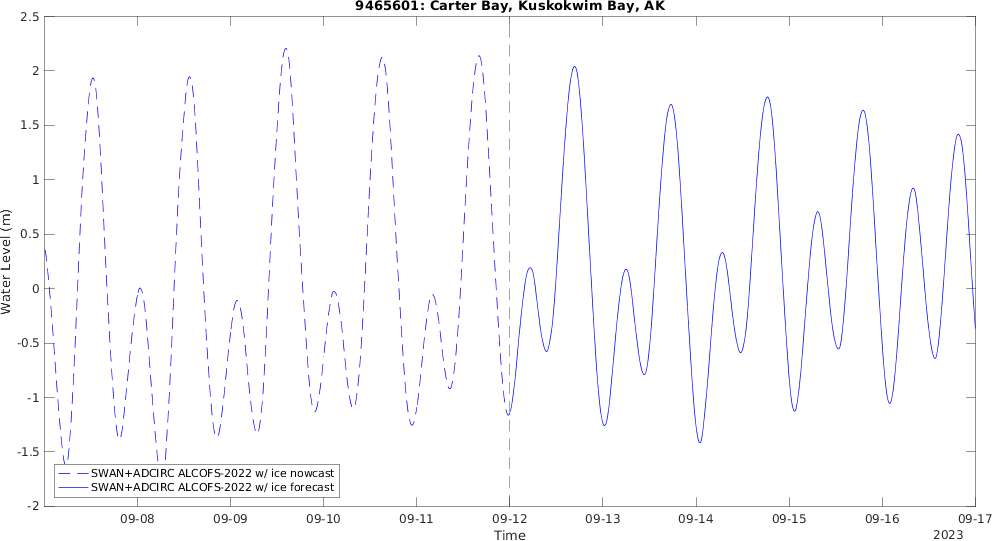 9465601: Carter Bay, Kuskokwim Bay, AK
2.5
2
1.5
1
0.5
0
-0.5
-1
-1.5
-2
Water Level (m)
SWAN+ADCIRC ALCOFS-2022 w/ ice nowcast
SWAN+ADCIRC ALCOFS-2022 w/ ice forecast
09-08 09-09 09-10 09-11 09-12 09-13 09-14 09-15 09-16 09-17
Time
2023